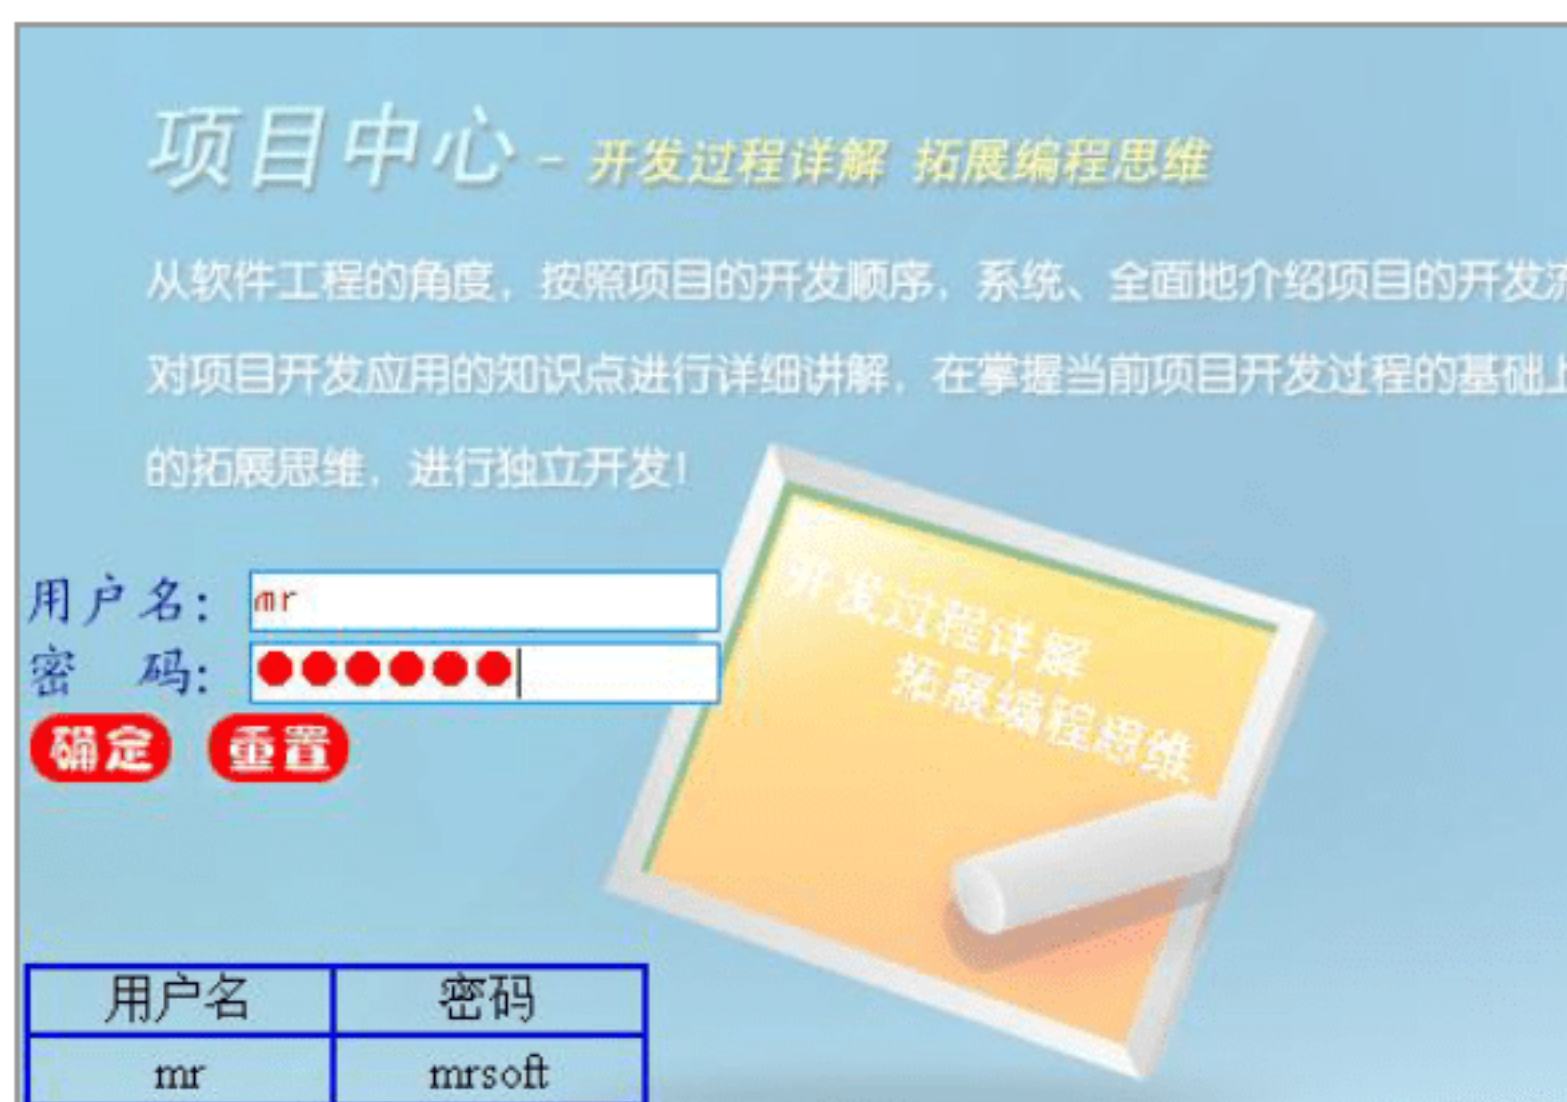 项目中心 - 开发过程详解 拓展编程思维
从软件工程的角度，按照项目的开发顺序，系统、全面地介绍项目的开发流
对项目开发应用的知识点进行详细讲解，在掌握当前项目开发过程的基础上
的拓展思维，进行独立开发！
开发过程详解
拓展编程思维
用户名：mr
密 码：●●●●●●
确定 重置
用户名 密码
mr mrsoft